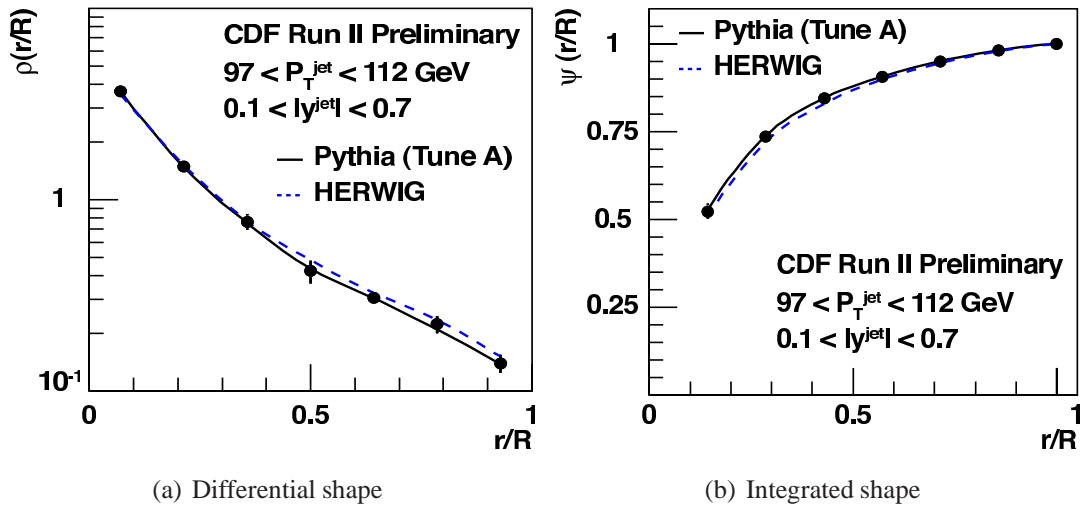 ρ(r/R)
CDF Run II Preliminary
97 < P_T^jet < 112 GeV
0.1 < |y^jet| < 0.7
Pythia (Tune A)
HERWIG
1
10^-1
0 0.5 1
r/R
(a) Differential shape
ψ (r/R)
Pythia (Tune A)
HERWIG
1
0.75
0.5
0.25
CDF Run II Preliminary
97 < P_T^jet < 112 GeV
0.1 < |y^jet| < 0.7
0 0.5 1
r/R
(b) Integrated shape